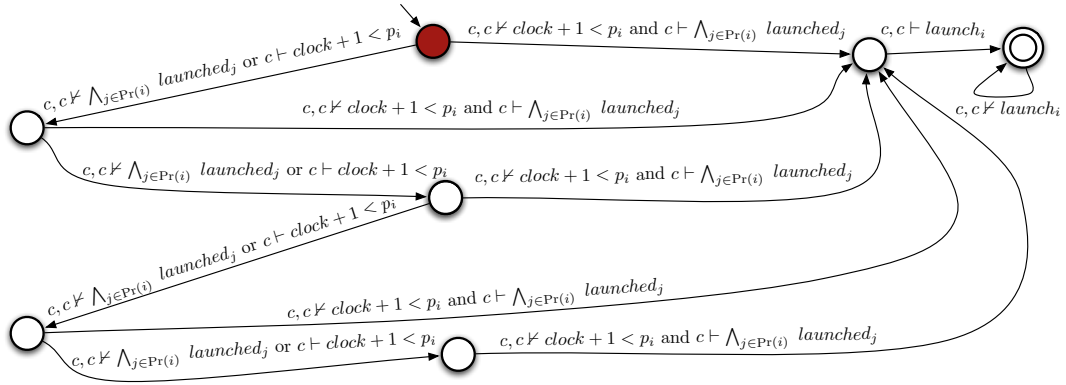 c, c ⊬ ⋀_{j∈Pr(i)} launched_j or c ⊢ clock + 1 < p_i
c, c ⊬ clock + 1 < p_i and c ⊢ ⋀_{j∈Pr(i)} launched_j
c, c ⊢ launch_i
c, c ⊬ clock + 1 < p_i and c ⊢ ⋀_{j∈Pr(i)} launched_j
c, c ⊬ launch_i
c, c ⊬ ⋀_{j∈Pr(i)} launched_j or c ⊢ clock + 1 < p_i
c, c ⊬ clock + 1 < p_i and c ⊢ ⋀_{j∈Pr(i)} launched_j
c, c ⊬ ⋀_{j∈Pr(i)} launched_j or c ⊢ clock + 1 < p_i
c, c ⊬ clock + 1 < p_i and c ⊢ ⋀_{j∈Pr(i)} launched_j
c, c ⊬ ⋀_{j∈Pr(i)} launched_j or c ⊢ clock + 1 < p_i
c, c ⊬ clock + 1 < p_i and c ⊢ ⋀_{j∈Pr(i)} launched_j